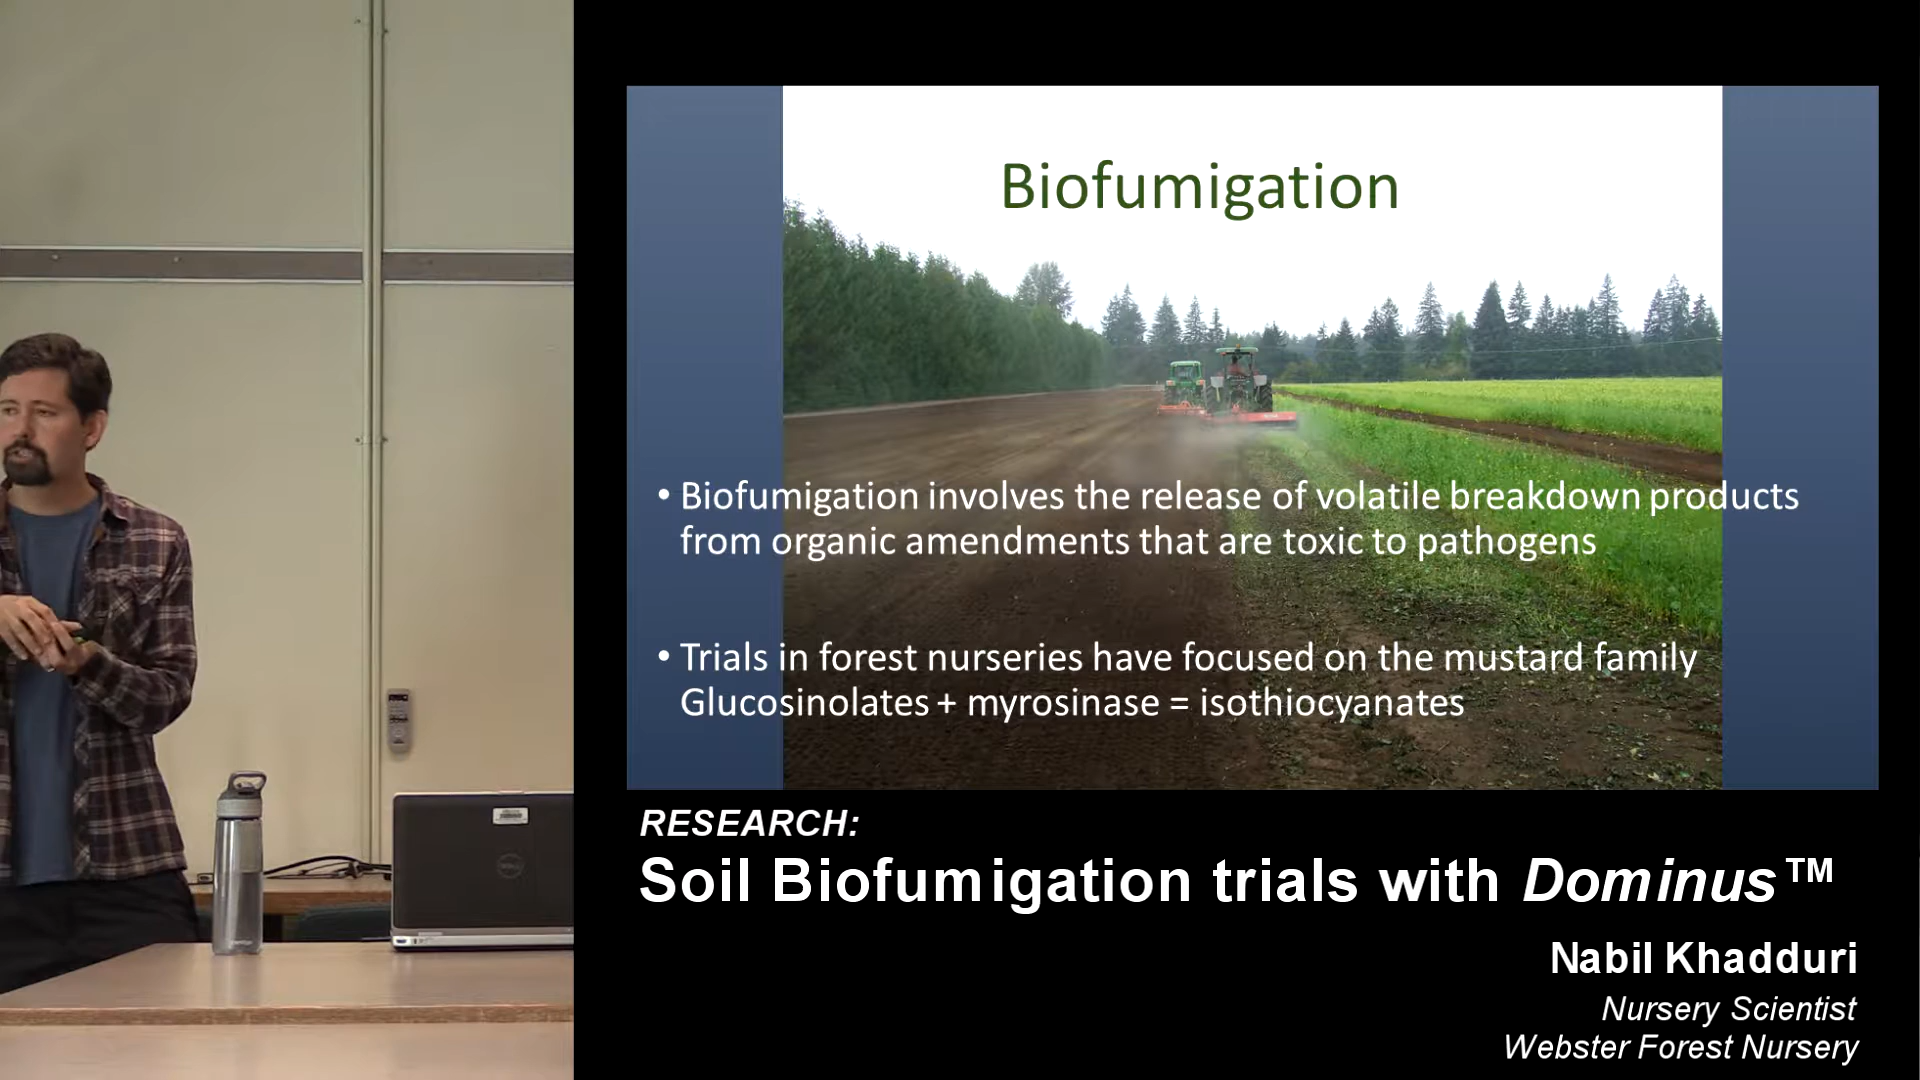 Biofumigation
• Biofumigation involves the release of volatile breakdown products
from organic amendments that are toxic to pathogens
• Trials in forest nurseries have focused on the mustard family
Glucosinolates + myrosinase = isothiocyanates
RESEARCH:
Soil Biofumigation trials with Dominus™
Nabil Khadduri
Nursery Scientist
Webster Forest Nursery